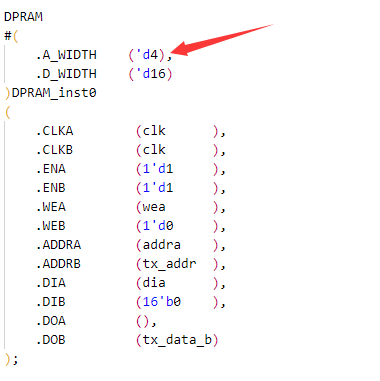 DPRAM
#(
    .A_WIDTH    ('d4),
    .D_WIDTH    ('d16)
)DPRAM_inst0
(
    .CLKA        (clk      ),
    .CLKB        (clk      ),
    .ENA         (1'd1     ),
    .ENB         (1'd1     ),
    .WEA         (wea      ),
    .WEB         (1'd0     ),
    .ADDRA       (addra    ),
    .ADDRB       (tx_addr  ),
    .DIA         (dia      ),
    .DIB         (16'b0    ),
    .DOA         (),
    .DOB         (tx_data_b)
);